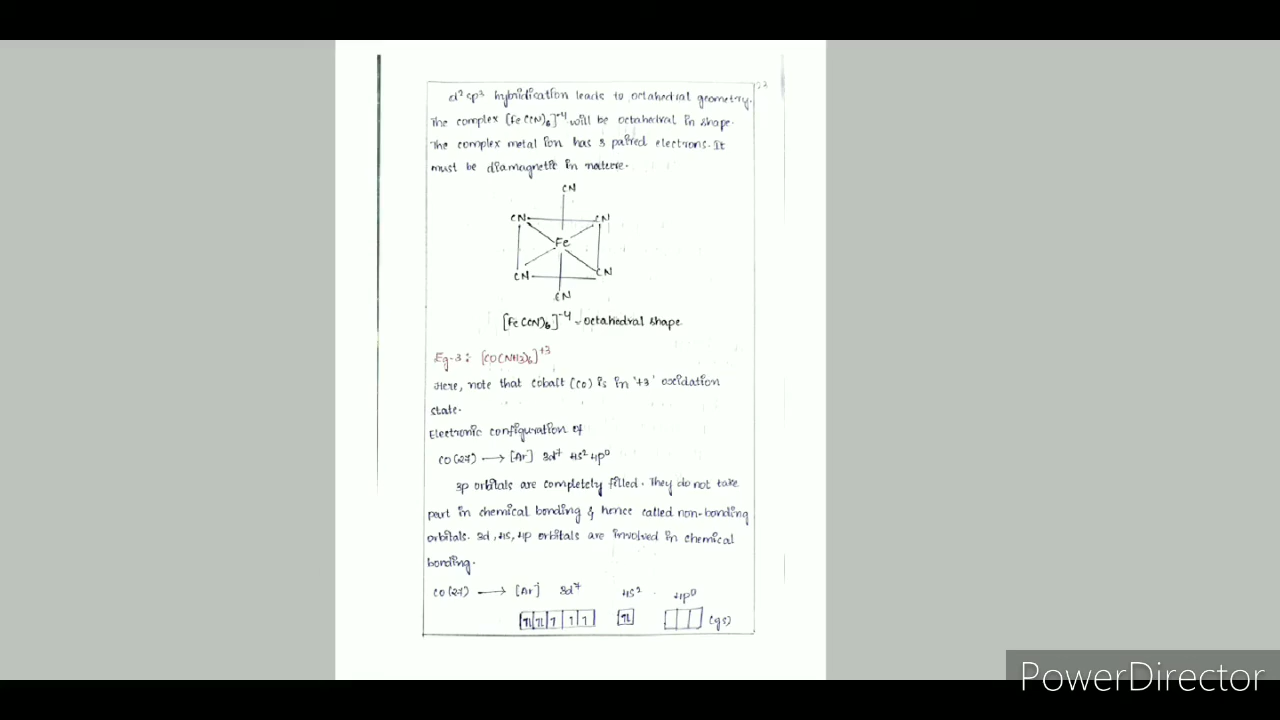 23
d² sp³ hybridication leads to octahedral geometry.
The complex [Fe(CN)₆]⁻⁴ will be octahedral in shape.
The complex metal ion has 3 paired electrons. It
must be diamagnetic in nature.
CN
CN CN
Fe
CN CN
CN
[Fe(CN)₆]⁻⁴ - octahedral shape
Eg-3: [CO(NH3)₆]⁺³
Here, note that cobalt (CO) is in '+3' oxidation
state.
Electronic configuration of
CO(27) → [Ar] 3d⁷ 4s² 4p⁰
3p orbitals are completely filled. They do not take
part in chemical bonding & hence called non-bonding
orbitals. 3d, 4s, 4p orbitals are involved in chemical
bonding.
CO(27) → [Ar] 3d⁷ 4s² 4p⁰
↿⇂ ↿⇂ ↿ ↿ ↿ ↿⇂ (gs)
PowerDirector